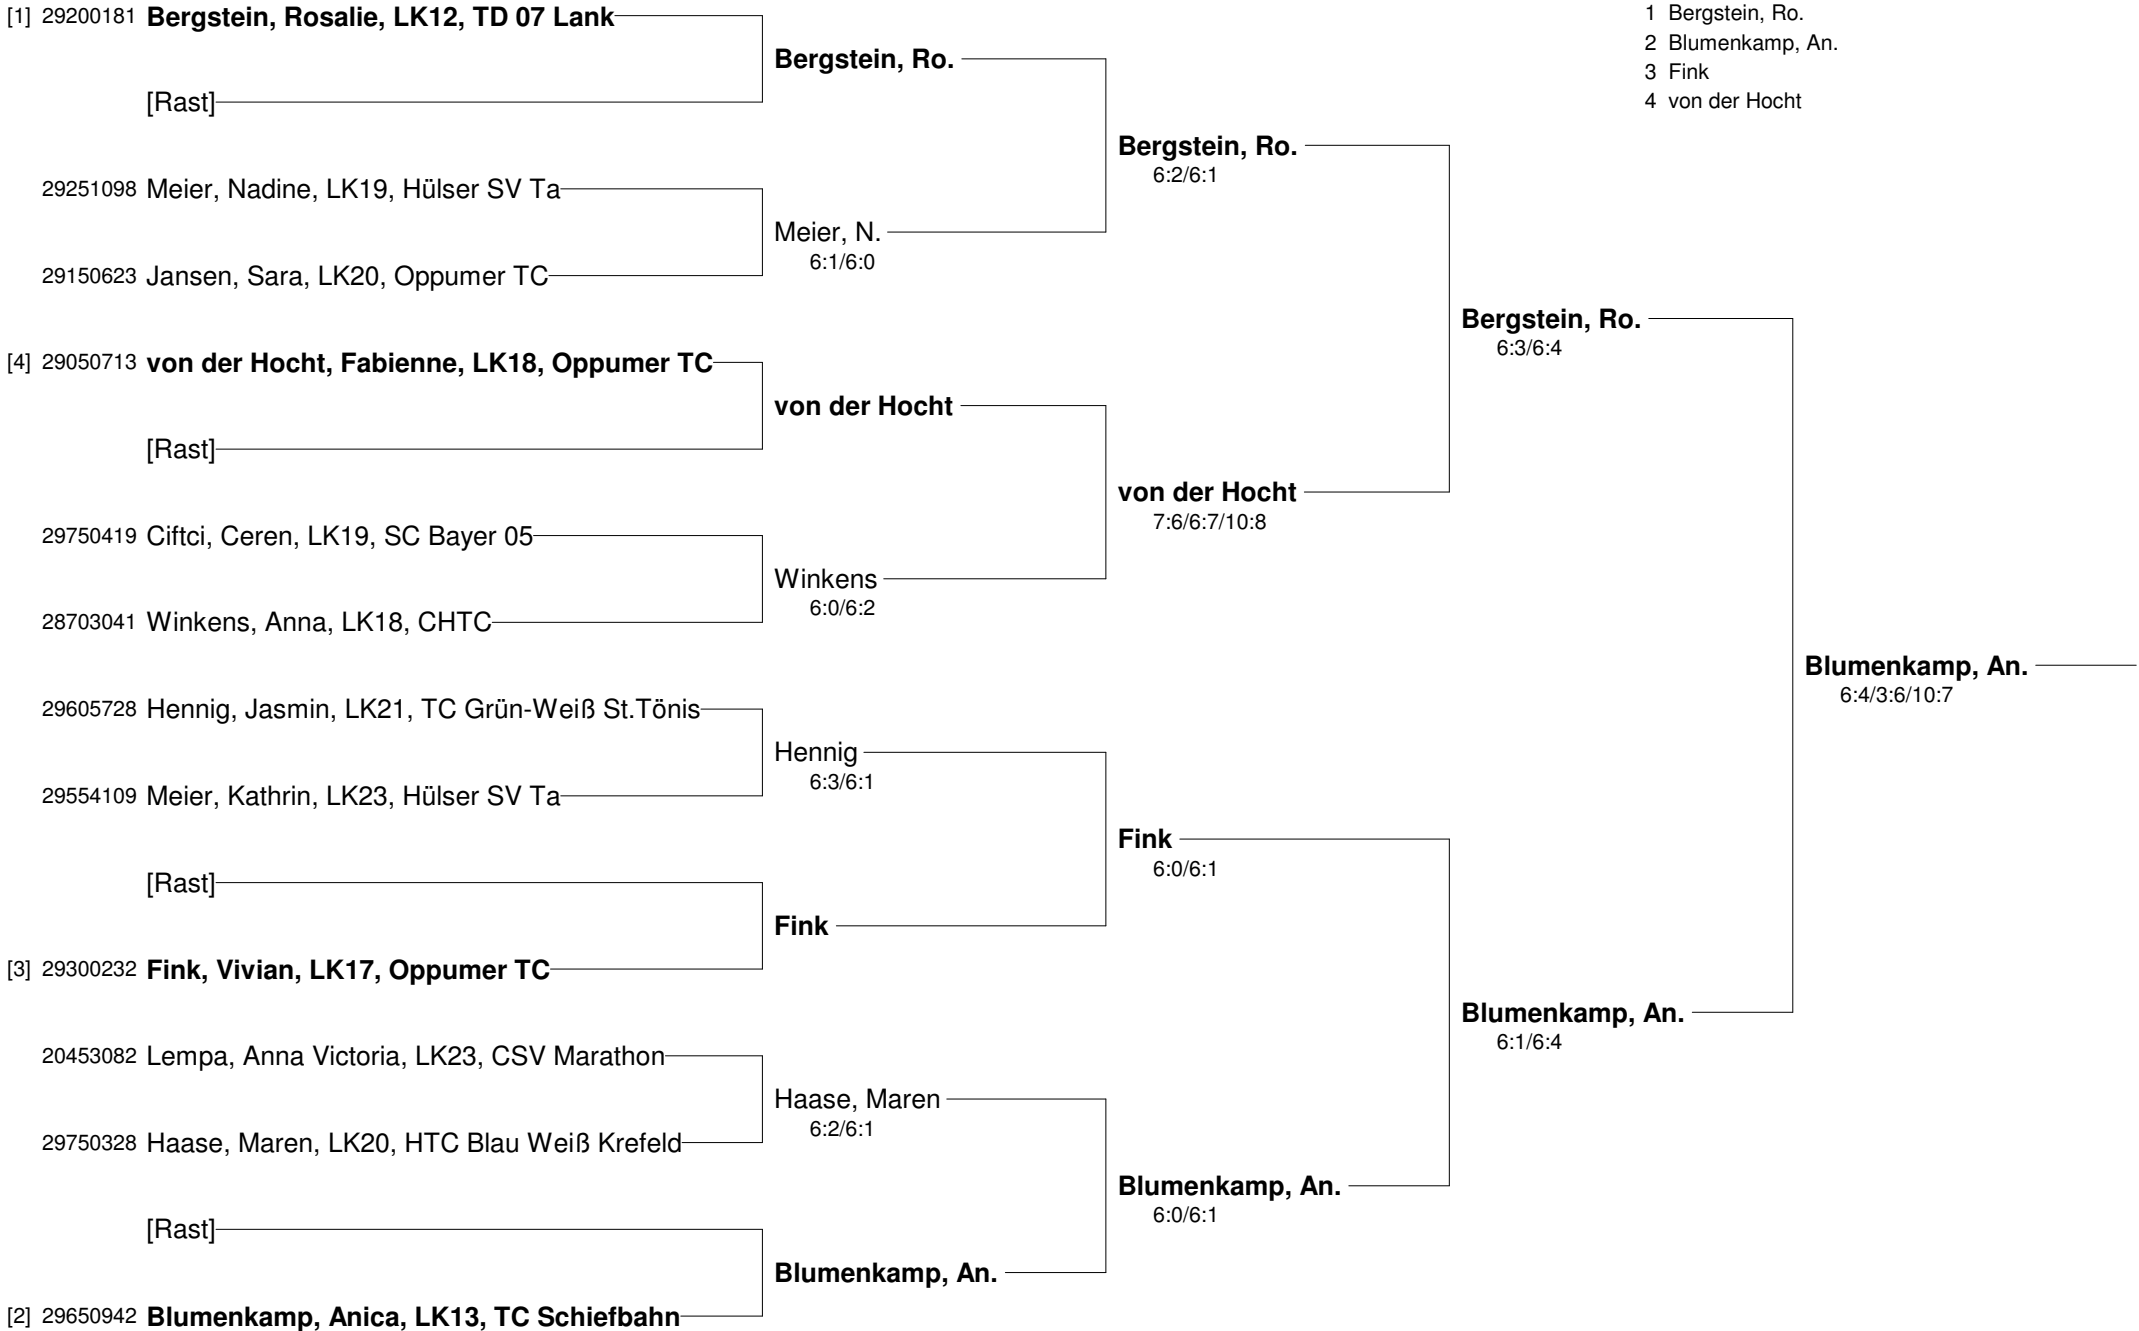 [1] 29200181 Bergstein, Rosalie, LK12, TD 07 Lank
[Rast]
29251098 Meier, Nadine, LK19, Hülser SV Ta
29150623 Jansen, Sara, LK20, Oppumer TC
[4] 29050713 von der Hocht, Fabienne, LK18, Oppumer TC
[Rast]
29750419 Ciftci, Ceren, LK19, SC Bayer 05
28703041 Winkens, Anna, LK18, CHTC
29605728 Hennig, Jasmin, LK21, TC Grün-Weiß St.Tönis
29554109 Meier, Kathrin, LK23, Hülser SV Ta
[Rast]
[3] 29300232 Fink, Vivian, LK17, Oppumer TC
20453082 Lempa, Anna Victoria, LK23, CSV Marathon
29750328 Haase, Maren, LK20, HTC Blau Weiß Krefeld
[Rast]
[2] 29650942 Blumenkamp, Anica, LK13, TC Schiefbahn
Bergstein, Ro.
Meier, N.
6:1/6:0
von der Hocht
Winkens
6:0/6:2
Hennig
6:3/6:1
Fink
Haase, Maren
6:2/6:1
Blumenkamp, An.
Bergstein, Ro.
6:2/6:1
von der Hocht
7:6/6:7/10:8
Fink
6:0/6:1
Blumenkamp, An.
6:0/6:1
Bergstein, Ro.
6:3/6:4
Blumenkamp, An.
6:1/6:4
Blumenkamp, An.
6:4/3:6/10:7
1 Bergstein, Ro.
2 Blumenkamp, An.
3 Fink
4 von der Hocht